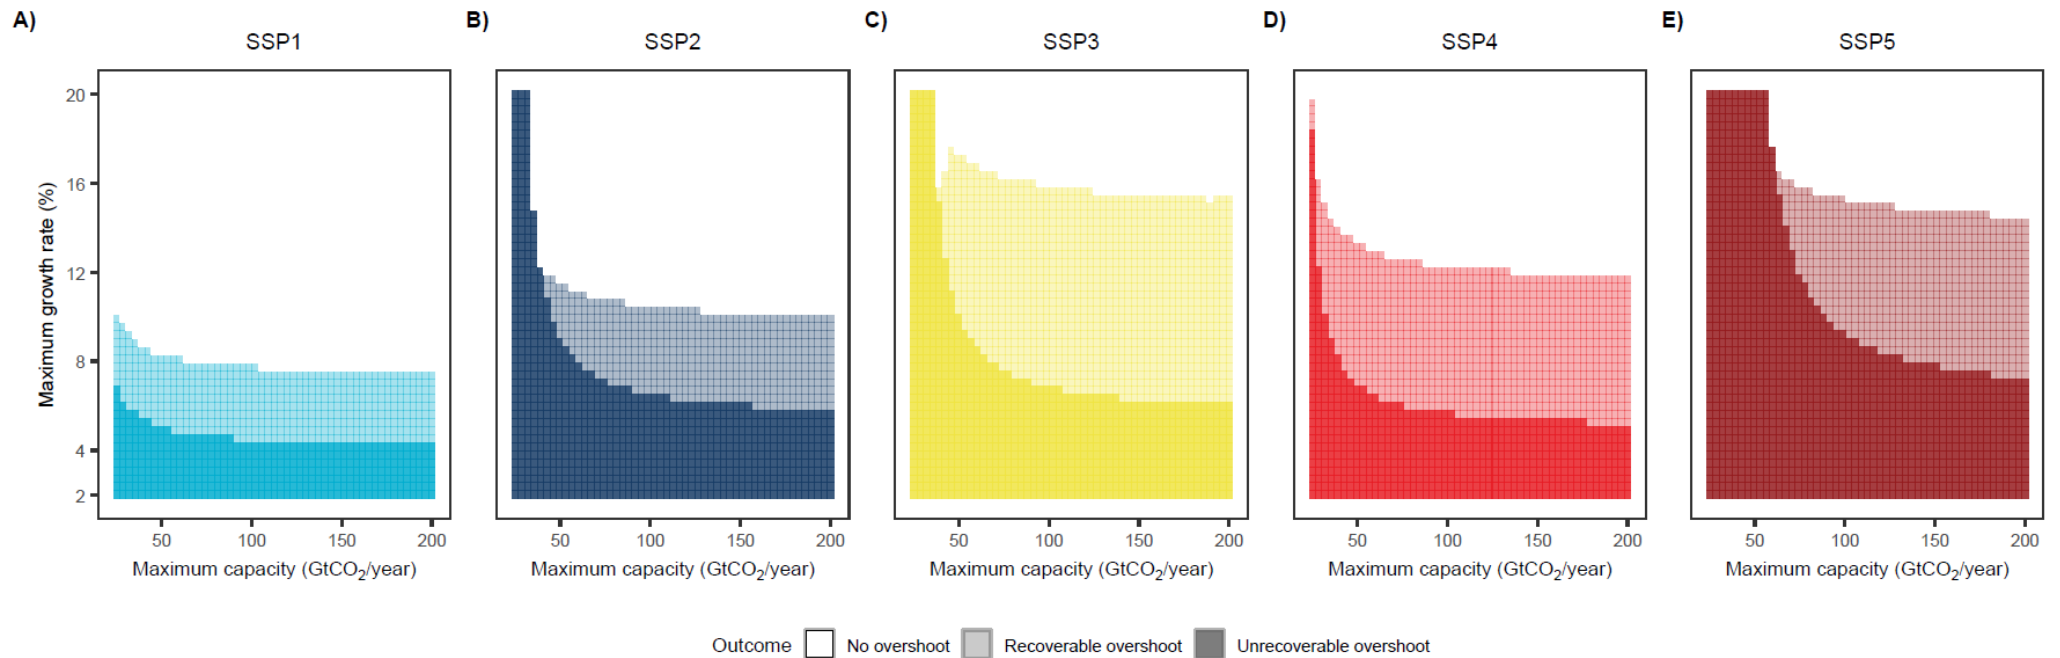 A) B) C) D) E)
SSP1 SSP2 SSP3 SSP4 SSP5
Maximum growth rate (%)
20
16
12
8
4
2
50 100 150 200 50 100 150 200 50 100 150 200 50 100 150 200 50 100 150 200
Maximum capacity (GtCO₂/year) Maximum capacity (GtCO₂/year) Maximum capacity (GtCO₂/year) Maximum capacity (GtCO₂/year) Maximum capacity (GtCO₂/year)
Outcome No overshoot Recoverable overshoot Unrecoverable overshoot